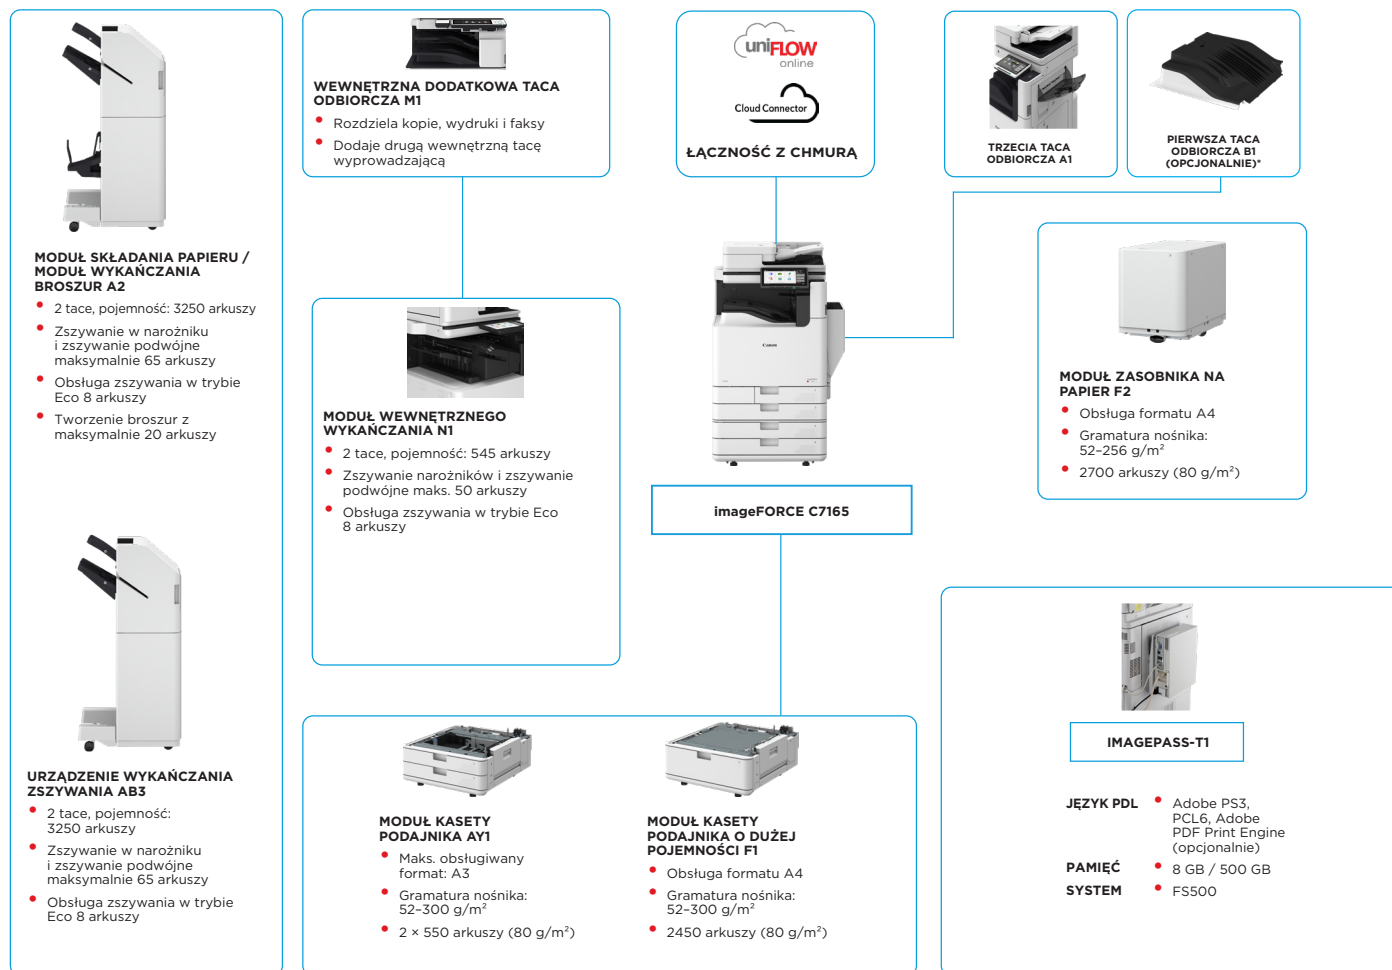 MODUŁ SKŁADANIA PAPIERU /
MODUŁ WYKAŃCZANIA
BROSZUR A2
• 2 tace, pojemność: 3250 arkuszy
• Zszywanie w narożniku
i zszywanie podwójne
maksymalnie 65 arkuszy
• Obsługa zszywania w trybie
Eco 8 arkuszy
• Tworzenie broszur z
maksymalnie 20 arkuszy
URZĄDZENIE WYKAŃCZANIA
ZSZYWANIA AB3
• 2 tace, pojemność:
3250 arkuszy
• Zszywanie w narożniku
i zszywanie podwójne
maksymalnie 65 arkuszy
• Obsługa zszywania w trybie
Eco 8 arkuszy
WEWNĘTRZNA DODATKOWA TACA
ODBIORCZA M1
• Rozdziela kopie, wydruki i faksy
• Dodaje drugą wewnętrzną tacę
wyprowadzającą
MODUŁ WEWNĘTRZNEGO
WYKAŃCZANIA N1
• 2 tace, pojemność: 545 arkuszy
• Zszywanie narożników i zszywanie
podwójne maks. 50 arkuszy
• Obsługa zszywania w trybie Eco
8 arkuszy
uniFLOW
online
Cloud Connector
ŁĄCZNOŚĆ Z CHMURĄ
TRZECIA TACA
ODBIORCZA A1
PIERWSZA TACA
ODBIORCZA B1
(OPCJONALNIE)*
Canon
imageFORCE C7165
MODUŁ ZASOBNIKA NA
PAPIER F2
• Obsługa formatu A4
• Gramatura nośnika:
52–256 g/m²
• 2700 arkuszy (80 g/m²)
MODUŁ KASETY
PODAJNIKA AY1
• Maks. obsługiwany
format: A3
• Gramatura nośnika:
52–300 g/m²
• 2 × 550 arkuszy (80 g/m²)
MODUŁ KASETY
PODAJNIKA O DUŻEJ
POJEMNOŚCI F1
• Obsługa formatu A4
• Gramatura nośnika:
52–300 g/m²
• 2450 arkuszy (80 g/m²)
IMAGEPASS-T1
JĘZYK PDL • Adobe PS3,
PCL6, Adobe
PDF Print Engine
(opcjonalnie)
PAMIĘĆ • 8 GB / 500 GB
SYSTEM • FS500